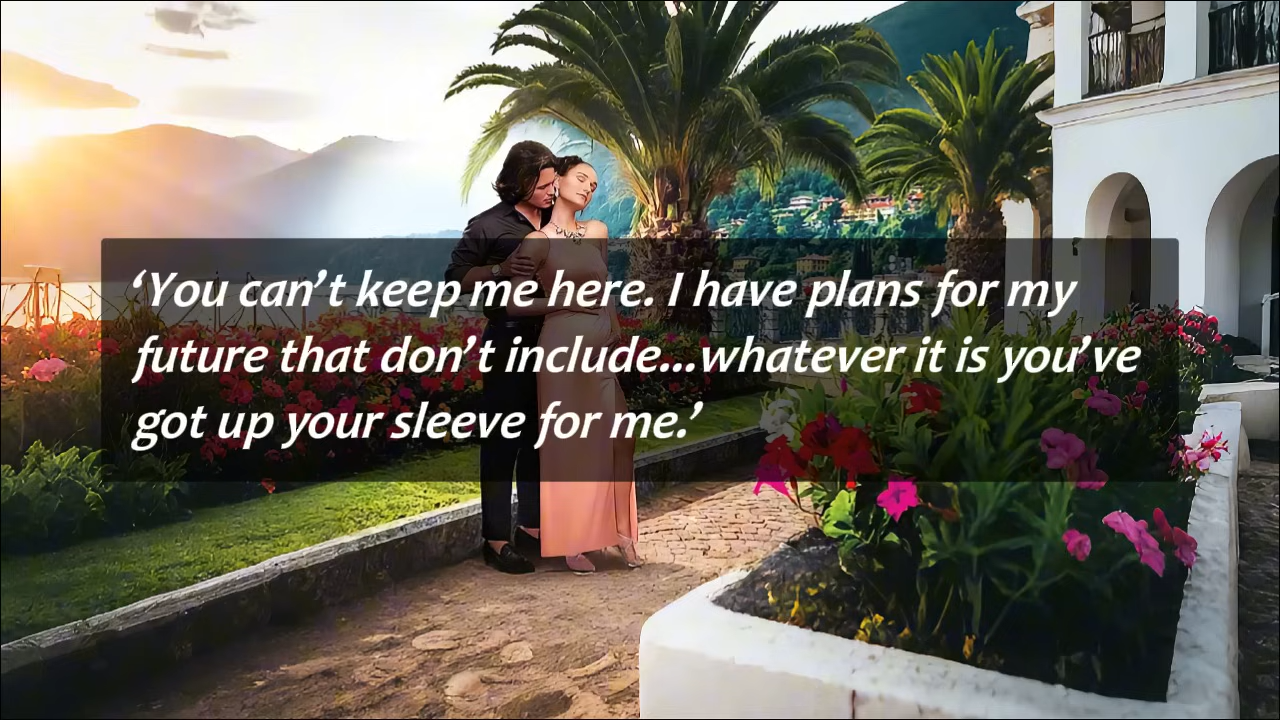 ‘You can’t keep me here. I have plans for my
future that don’t include...whatever it is you’ve
got up your sleeve for me.’